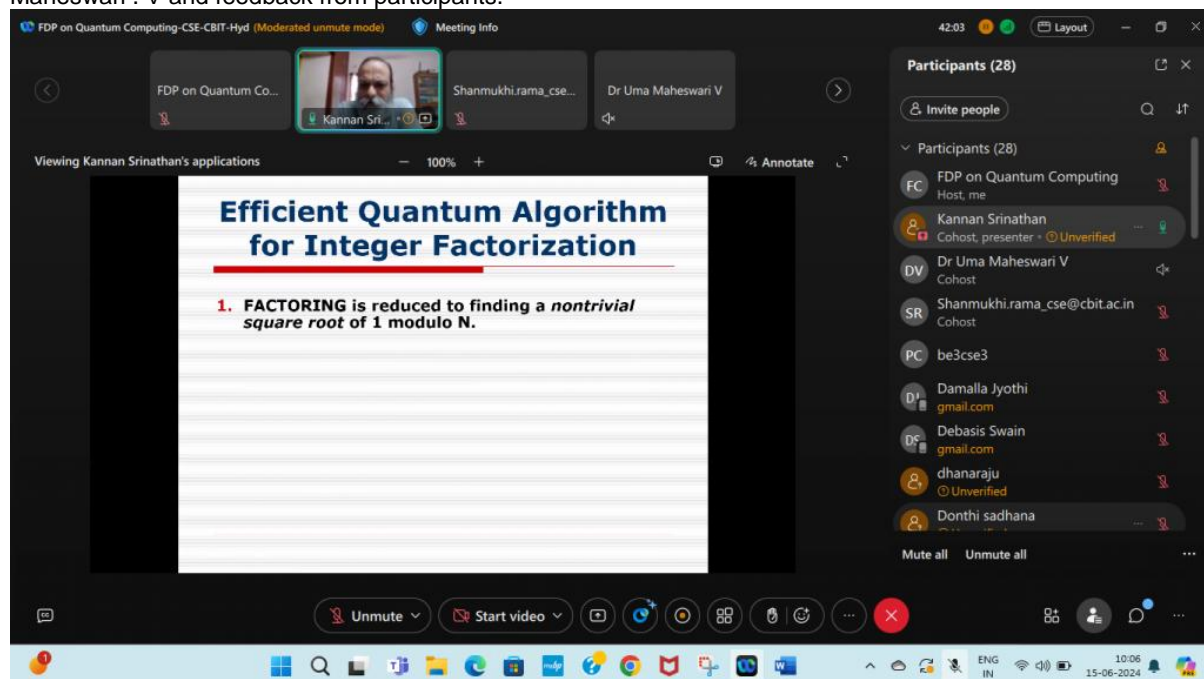 Maheswari . V and feedback from participants.
FDP on Quantum Computing-CSE-CBIT-Hyd (Moderated unmute mode) Meeting Info 42:03 Layout
FDP on Quantum Co...
Kannan Sri...
Shanmukhi.rama_cse...
Dr Uma Maheswari V
Viewing Kannan Srinathan's applications − 100% + Annotate
Efficient Quantum Algorithm
for Integer Factorization
1. FACTORING is reduced to finding a nontrivial
square root of 1 modulo N.
Participants (28)
Invite people
Participants (28)
FC FDP on Quantum Computing
Host, me
Kannan Srinathan
Cohost, presenter • Unverified
DV Dr Uma Maheswari V
Cohost
SR Shanmukhi.rama_cse@cbit.ac.in
Cohost
PC be3cse3
DJ Damalla Jyothi
gmail.com
DS Debasis Swain
gmail.com
dhanaraju
Unverified
Donthi sadhana
Mute all Unmute all
Unmute Start video
ENG
IN
10:06
15-06-2024